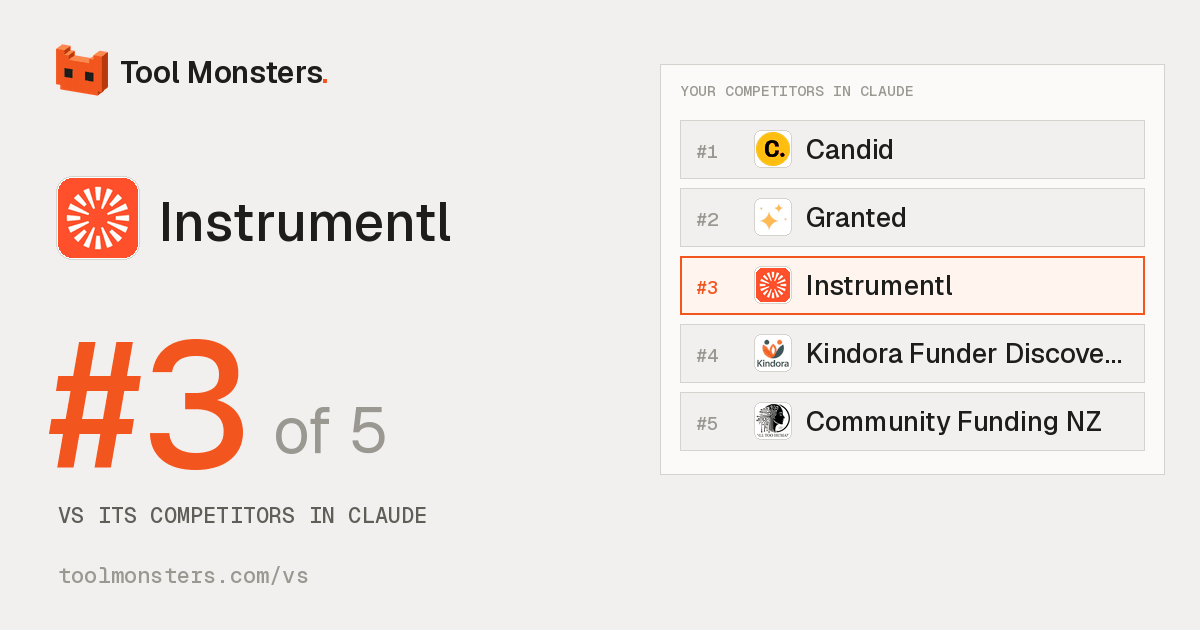 Tool Monsters.
Instrumentl
#3 of 5
VS ITS COMPETITORS IN CLAUDE
toolmonsters.com/vs
YOUR COMPETITORS IN CLAUDE
#1 C. Candid
#2 Granted
#3 Instrumentl
#4 Kindora Kindora Funder Discove...
#5 Community Funding NZ